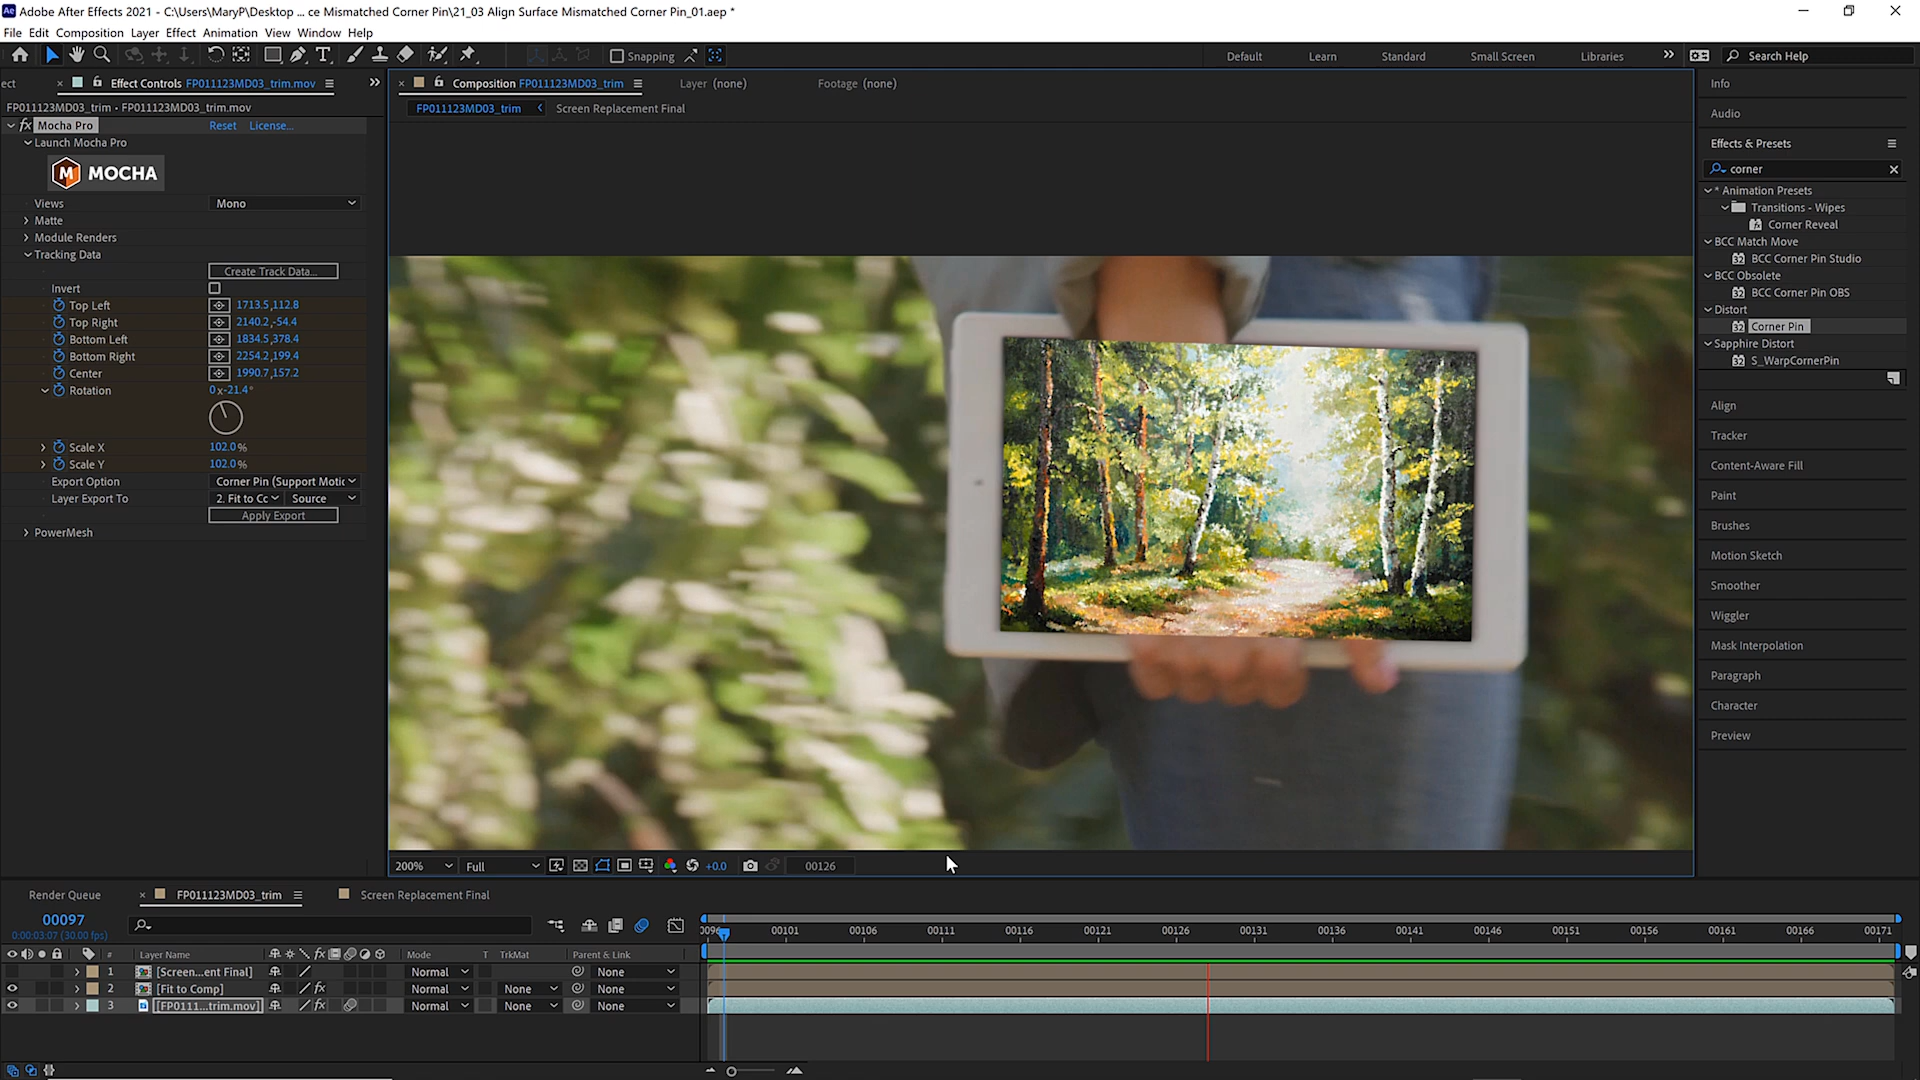 Adobe After Effects 2021 - C:\Users\MaryP\Desktop ... ce Mismatched Corner Pin\21_03 Align Surface Mismatched Corner Pin_01.aep *
File Edit Composition Layer Effect Animation View Window Help
Snapping Default Learn Standard Small Screen Libraries Search Help
ect Effect Controls FP011123MD03_trim.mov
Composition FP011123MD03_trim Layer (none) Footage (none)
FP011123MD03_trim • FP011123MD03_trim.mov
FP011123MD03_trim Screen Replacement Final
fx Mocha Pro Reset License...
Launch Mocha Pro
M MOCHA
Views Mono
Matte
Module Renders
Tracking Data
Create Track Data...
Invert
Top Left 1713.5,112.8
Top Right 2140.2,-54.4
Bottom Left 1834.5,378.4
Bottom Right 2254.2,199.4
Center 1990.7,157.2
Rotation 0x-21.4°
Scale X 102.0%
Scale Y 102.0%
Export Option Corner Pin (Support Motic
Layer Export To 2. Fit to Cc Source
Apply Export
PowerMesh
Info
Audio
Effects & Presets
corner
* Animation Presets
Transitions - Wipes
Corner Reveal
BCC Match Move
BCC Corner Pin Studio
BCC Obsolete
BCC Corner Pin OBS
Distort
Corner Pin
Sapphire Distort
S_WarpCornerPin
Align
Tracker
Content-Aware Fill
Paint
Brushes
Motion Sketch
Smoother
Wiggler
Mask Interpolation
Paragraph
Character
Preview
200% Full +0.0 00126
Render Queue FP011123MD03_trim Screen Replacement Final
00097
0:00:03:07 (30.00 fps)
0096 00101 00106 00111 00116 00121 00126 00131 00136 00141 00146 00151 00156 00161 00166 00171
# Layer Name fx Mode T TrkMat Parent & Link
1 [Screen...ent Final] Normal None
2 [Fit to Comp] fx Normal None None
3 [FP0111...trim.mov] fx Normal None None